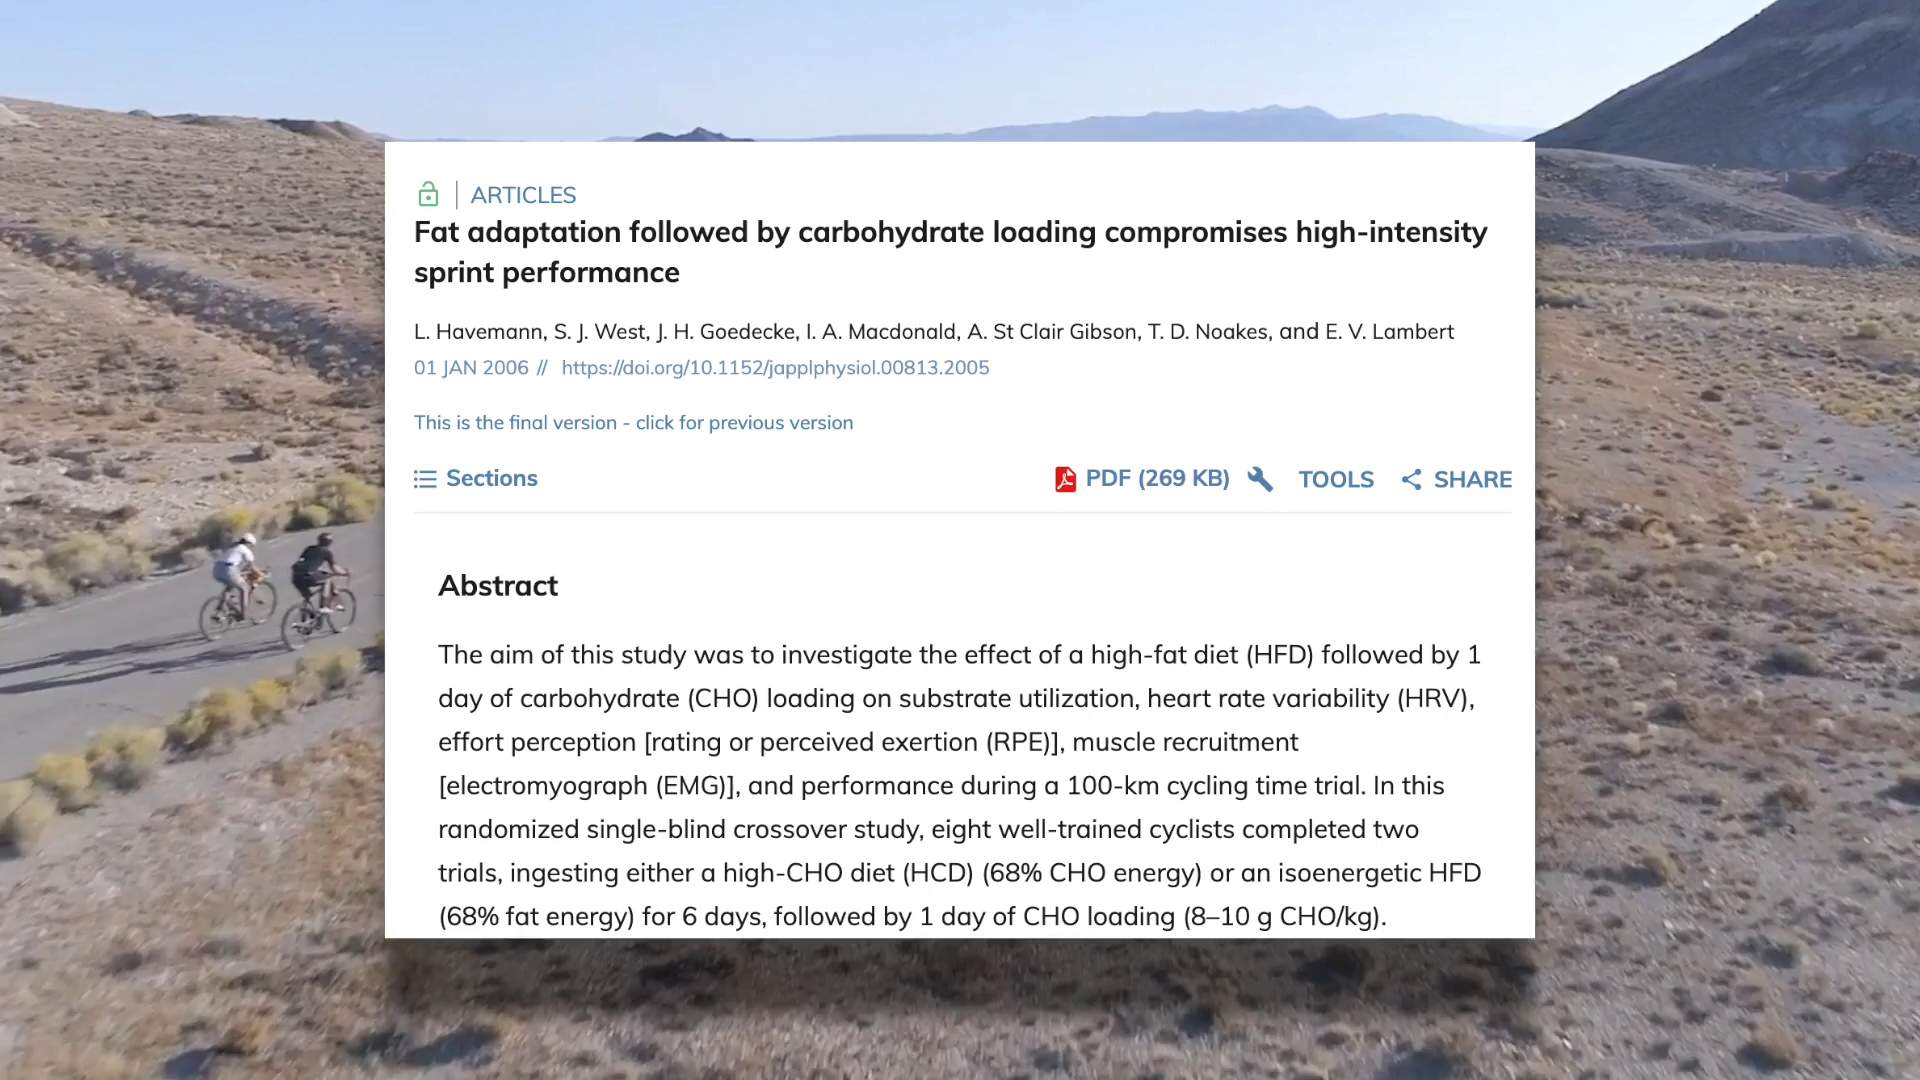 ARTICLES
Fat adaptation followed by carbohydrate loading compromises high-intensity
sprint performance
L. Havemann, S. J. West, J. H. Goedecke, I. A. Macdonald, A. St Clair Gibson, T. D. Noakes, and E. V. Lambert
01 JAN 2006 // https://doi.org/10.1152/japplphysiol.00813.2005
This is the final version - click for previous version
Sections PDF (269 KB) TOOLS SHARE
Abstract
The aim of this study was to investigate the effect of a high-fat diet (HFD) followed by 1
day of carbohydrate (CHO) loading on substrate utilization, heart rate variability (HRV),
effort perception [rating or perceived exertion (RPE)], muscle recruitment
[electromyograph (EMG)], and performance during a 100-km cycling time trial. In this
randomized single-blind crossover study, eight well-trained cyclists completed two
trials, ingesting either a high-CHO diet (HCD) (68% CHO energy) or an isoenergetic HFD
(68% fat energy) for 6 days, followed by 1 day of CHO loading (8–10 g CHO/kg).